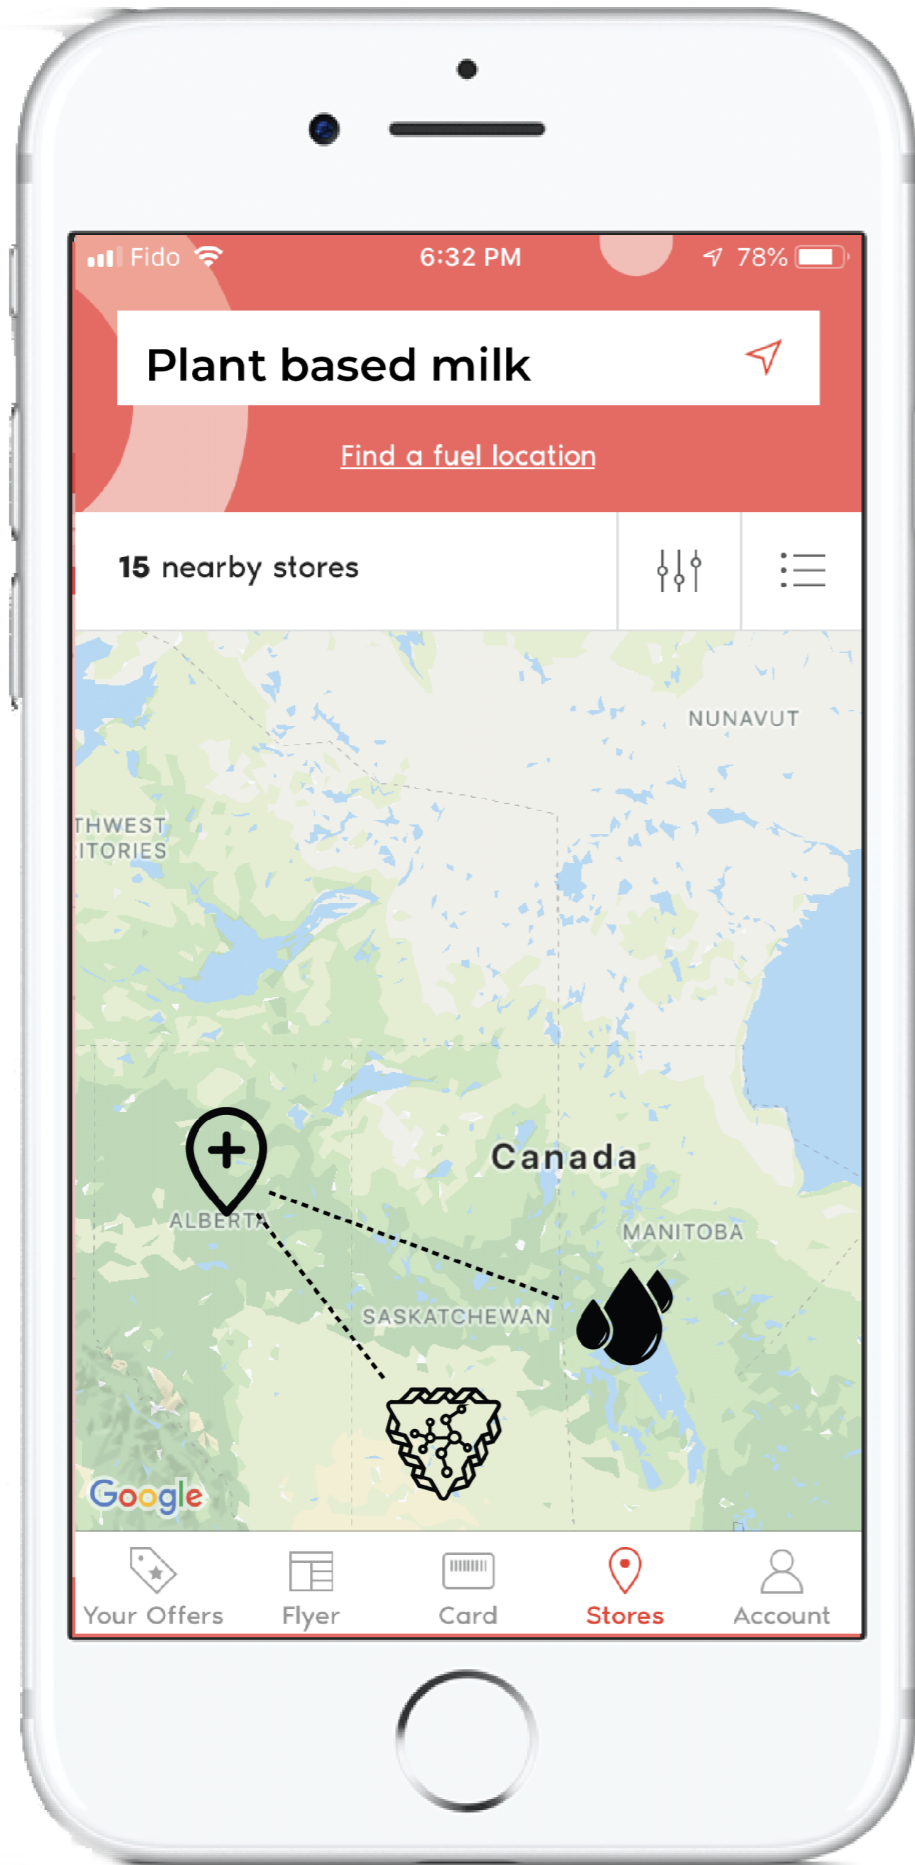 Fido
6:32 PM
78%
Plant based milk
Find a fuel location
15 nearby stores
NUNAVUT
THWEST
ITORIES
Canada
ALBERTA
MANITOBA
SASKATCHEWAN
Google
Your Offers
Flyer
Card
Stores
Account